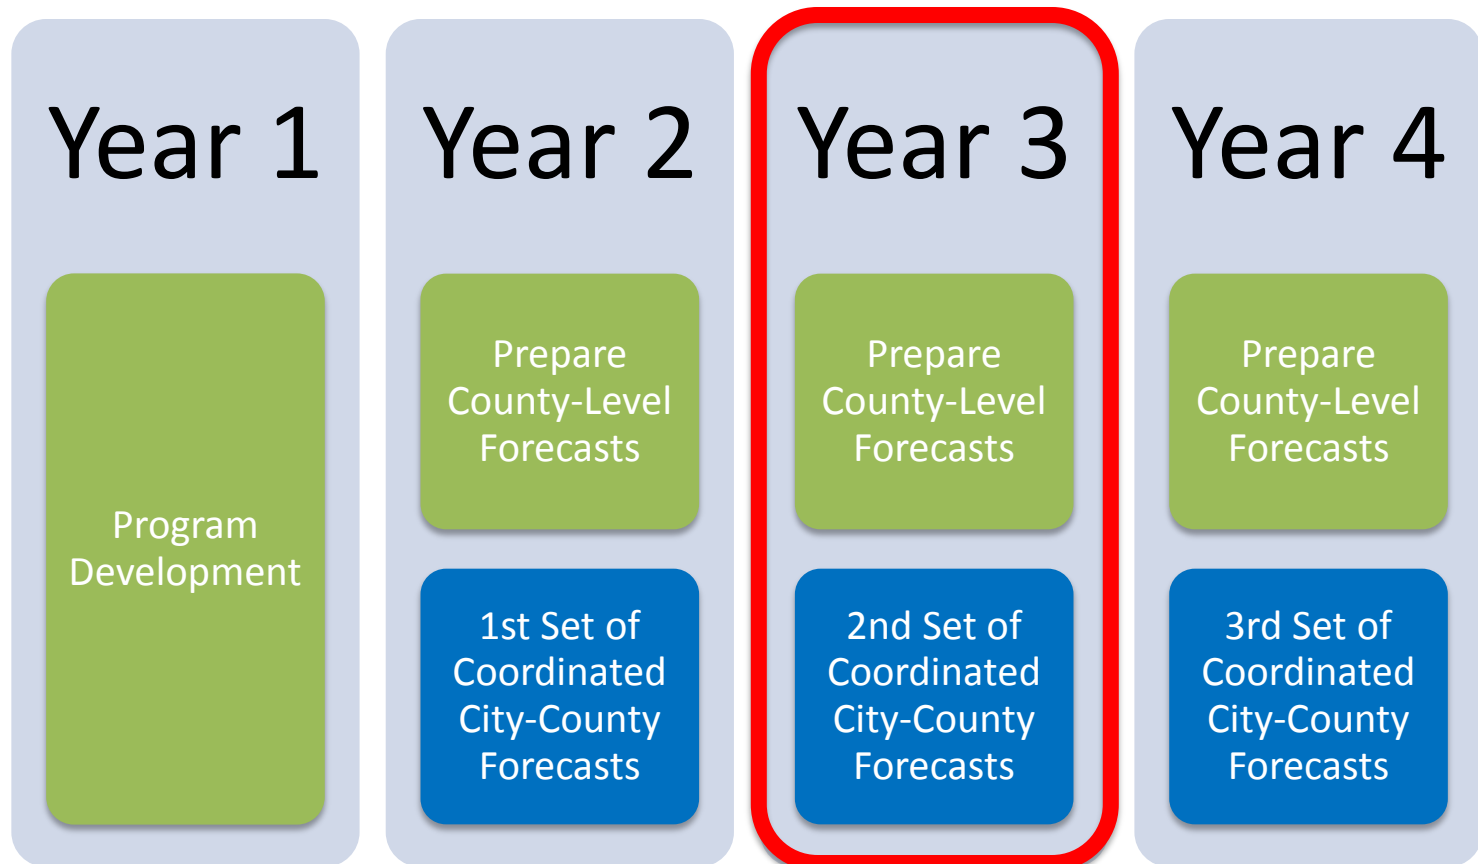 Year 1
Program
Development
Year 2
Prepare
County-Level
Forecasts
1st Set of
Coordinated
City-County
Forecasts
Year 3
Prepare
County-Level
Forecasts
2nd Set of
Coordinated
City-County
Forecasts
Year 4
Prepare
County-Level
Forecasts
3rd Set of
Coordinated
City-County
Forecasts